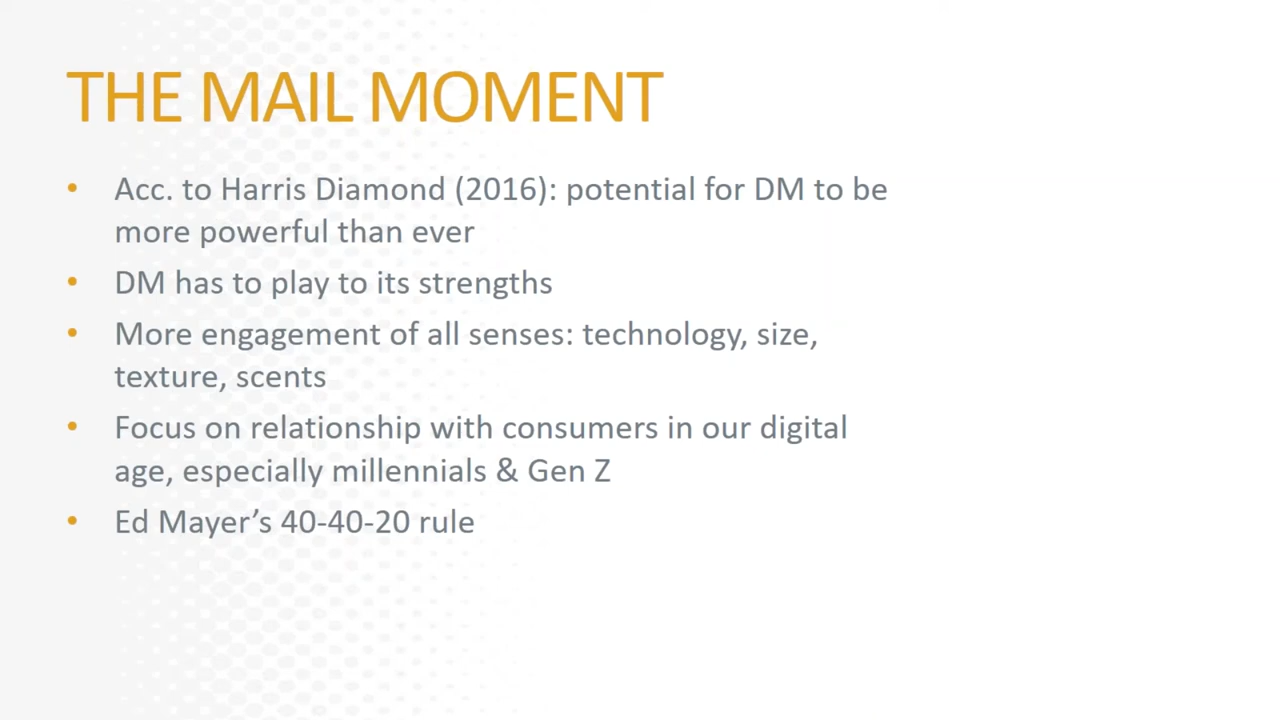 THE MAIL MOMENT
• Acc. to Harris Diamond (2016): potential for DM to be
more powerful than ever
• DM has to play to its strengths
• More engagement of all senses: technology, size,
texture, scents
• Focus on relationship with consumers in our digital
age, especially millennials & Gen Z
• Ed Mayer’s 40-40-20 rule